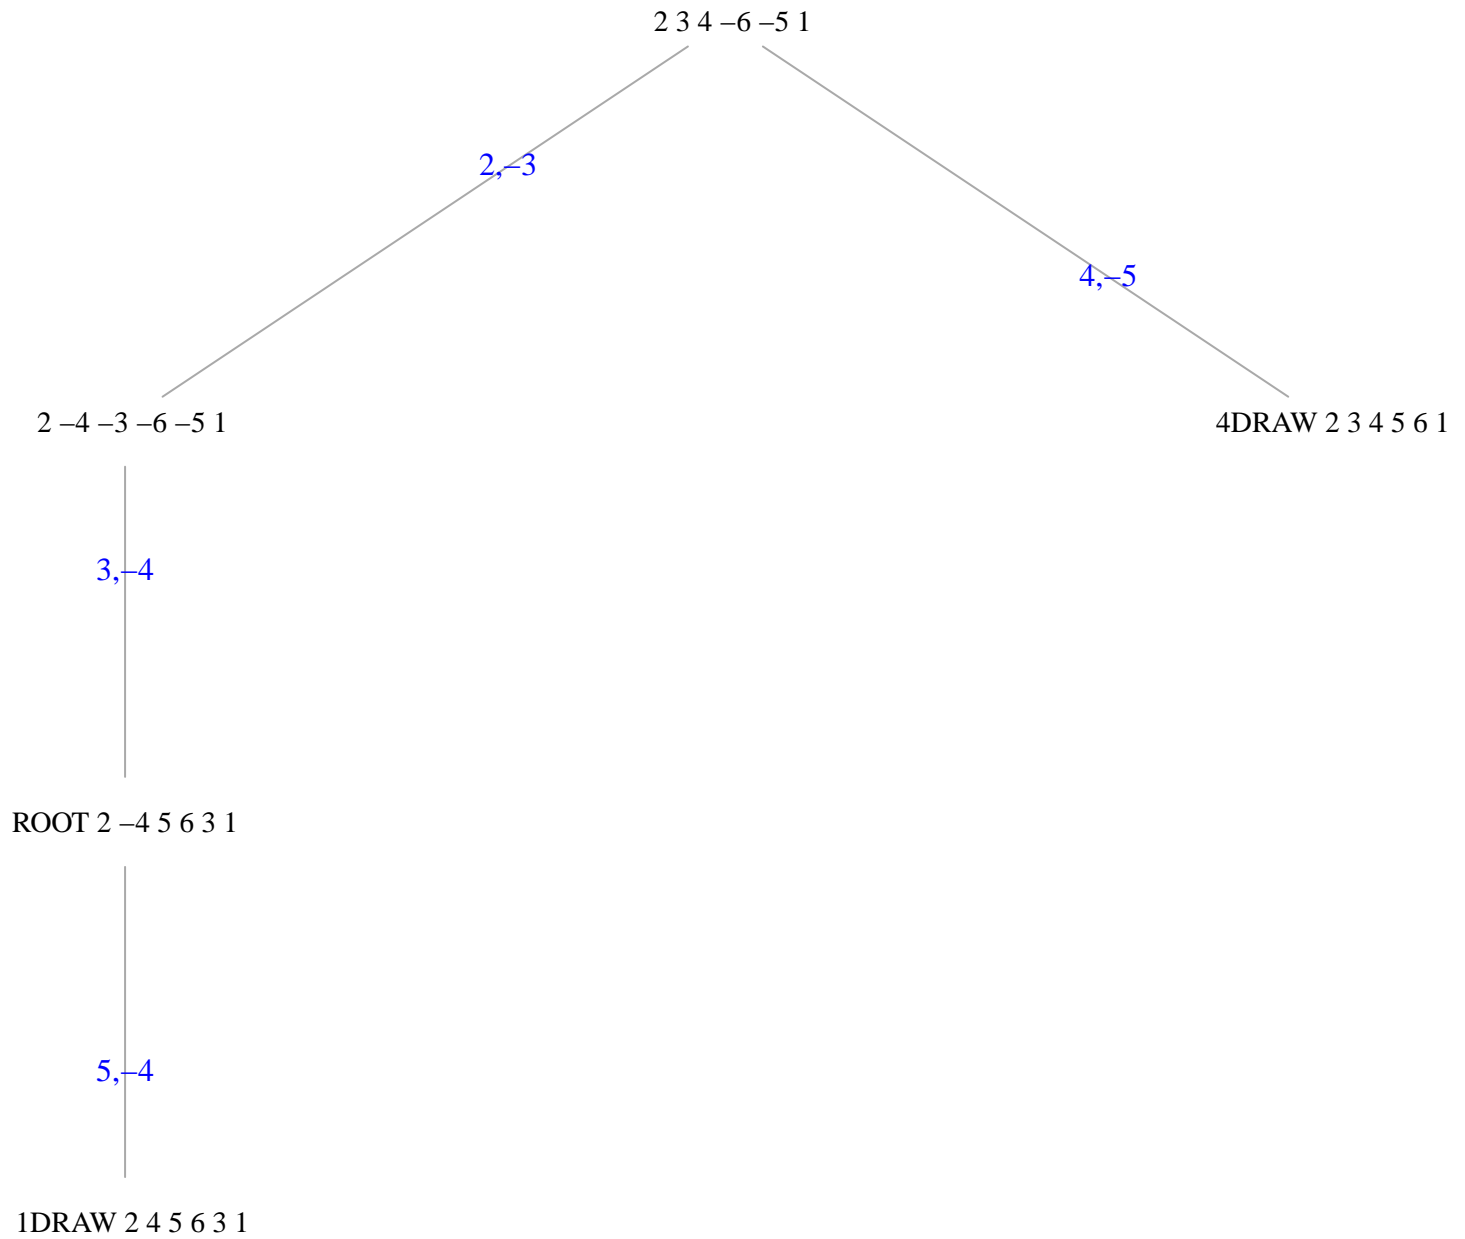 2 3 4 –6 –5 1
2,–3
4,–5
2 –4 –3 –6 –5 1
4DRAW 2 3 4 5 6 1
3,–4
ROOT 2 –4 5 6 3 1
5,–4
1DRAW 2 4 5 6 3 1